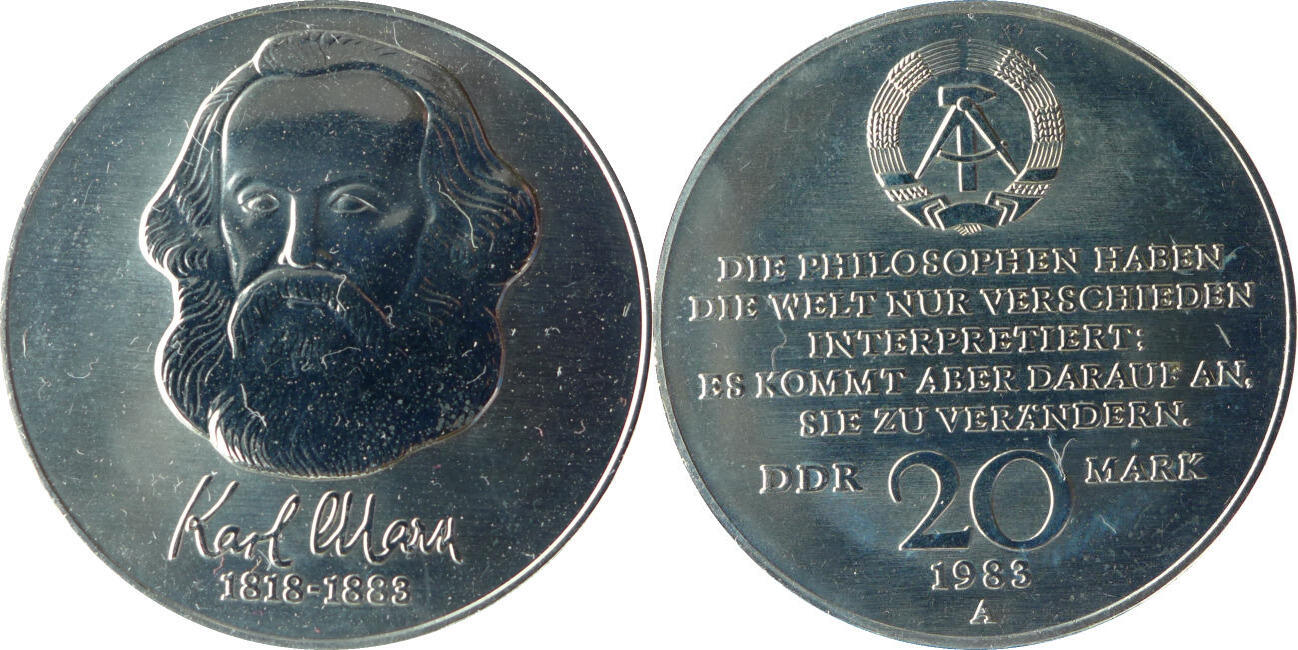 Karl Marx
1818-1883
DIE PHILOSOPHEN HABEN
DIE WELT NUR VERSCHIEDEN
INTERPRETIERT:
ES KOMMT ABER DARAUF AN,
SIE ZU VERÄNDERN.
DDR 20 MARK
1983
A